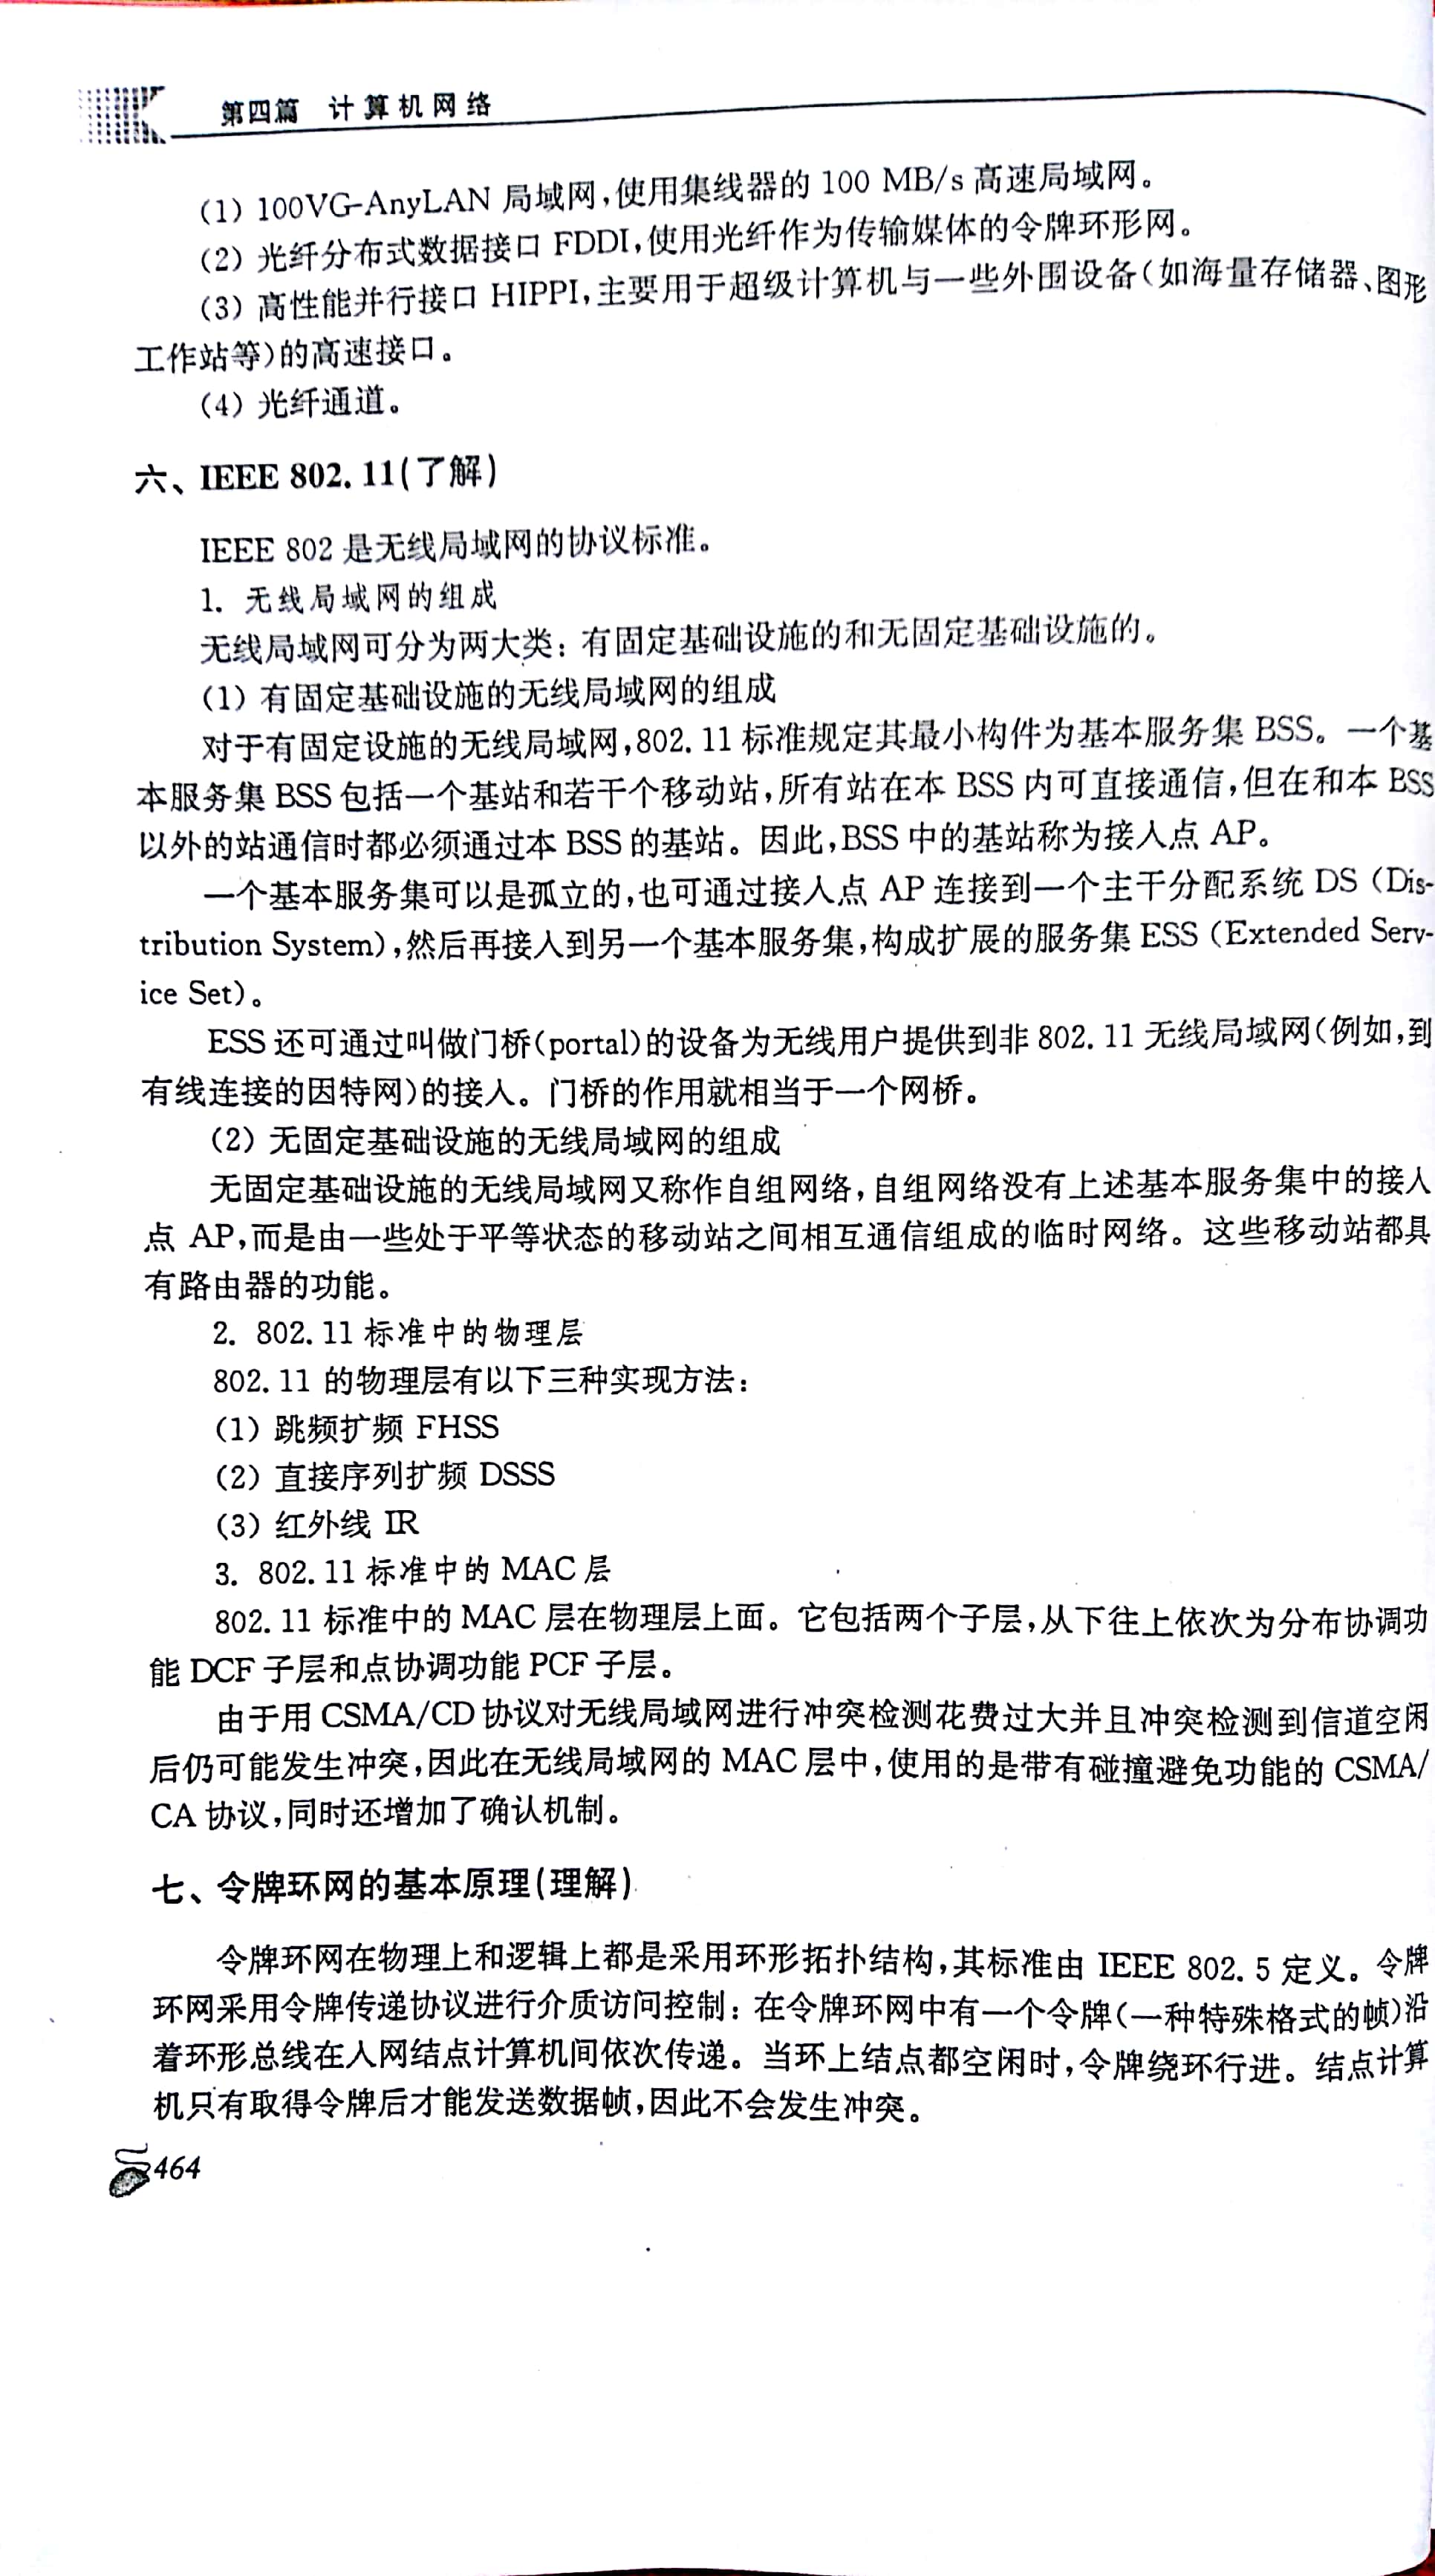 第四篇 计算机网络
(1) 100VG-AnyLAN 局域网,使用集线器的 100 MB/s 高速局域网。
(2) 光纤分布式数据接口 FDDI,使用光纤作为传输媒体的令牌环形网。
(3) 高性能并行接口 HIPPI,主要用于超级计算机与一些外围设备(如海量存储器、图形
工作站等)的高速接口。
(4) 光纤通道。
六、IEEE 802.11(了解)
IEEE 802 是无线局域网的协议标准。
1. 无线局域网的组成
无线局域网可分为两大类: 有固定基础设施的和无固定基础设施的。
(1) 有固定基础设施的无线局域网的组成
对于有固定设施的无线局域网,802.11 标准规定其最小构件为基本服务集 BSS。一个基
本服务集 BSS 包括一个基站和若干个移动站,所有站在本 BSS 内可直接通信,但在和本 BSS
以外的站通信时都必须通过本 BSS 的基站。因此,BSS 中的基站称为接入点 AP。
一个基本服务集可以是孤立的,也可通过接入点 AP 连接到一个主干分配系统 DS (Dis-
tribution System),然后再接入到另一个基本服务集,构成扩展的服务集 ESS (Extended Serv-
ice Set)。
ESS 还可通过叫做门桥(portal)的设备为无线用户提供到非 802.11 无线局域网(例如,到
有线连接的因特网)的接入。门桥的作用就相当于一个网桥。
(2) 无固定基础设施的无线局域网的组成
无固定基础设施的无线局域网又称作自组网络,自组网络没有上述基本服务集中的接入
点 AP,而是由一些处于平等状态的移动站之间相互通信组成的临时网络。这些移动站都具
有路由器的功能。
2. 802.11 标准中的物理层
802.11 的物理层有以下三种实现方法:
(1) 跳频扩频 FHSS
(2) 直接序列扩频 DSSS
(3) 红外线 IR
3. 802.11 标准中的 MAC 层
802.11 标准中的 MAC 层在物理层上面。它包括两个子层,从下往上依次为分布协调功
能 DCF 子层和点协调功能 PCF 子层。
由于用 CSMA/CD 协议对无线局域网进行冲突检测花费过大并且冲突检测到信道空闲
后仍可能发生冲突,因此在无线局域网的 MAC 层中,使用的是带有碰撞避免功能的 CSMA/
CA 协议,同时还增加了确认机制。
七、令牌环网的基本原理(理解)
令牌环网在物理上和逻辑上都是采用环形拓扑结构,其标准由 IEEE 802.5 定义。令牌
环网采用令牌传递协议进行介质访问控制: 在令牌环网中有一个令牌(一种特殊格式的帧)沿
着环形总线在入网结点计算机间依次传递。当环上结点都空闲时,令牌绕环行进。结点计算
机只有取得令牌后才能发送数据帧,因此不会发生冲突。
464